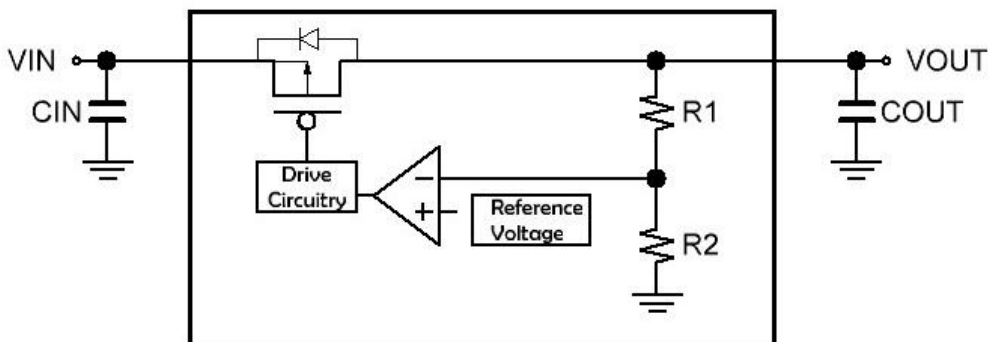 VIN
VOUT
CIN
R1
COUT
Drive
Circuitry
−
+
Reference
Voltage
R2